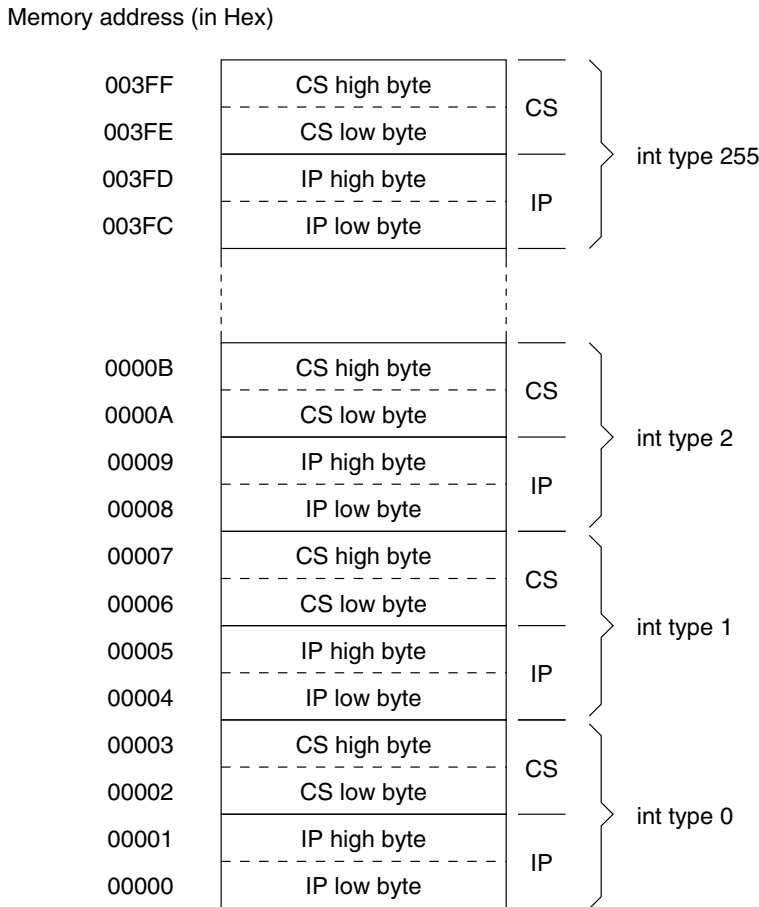 Memory address (in Hex)
003FF CS high byte
CS
003FE CS low byte
int type 255
003FD IP high byte
IP
003FC IP low byte
0000B CS high byte
CS
0000A CS low byte
int type 2
00009 IP high byte
IP
00008 IP low byte
00007 CS high byte
CS
00006 CS low byte
int type 1
00005 IP high byte
IP
00004 IP low byte
00003 CS high byte
CS
00002 CS low byte
int type 0
00001 IP high byte
IP
00000 IP low byte